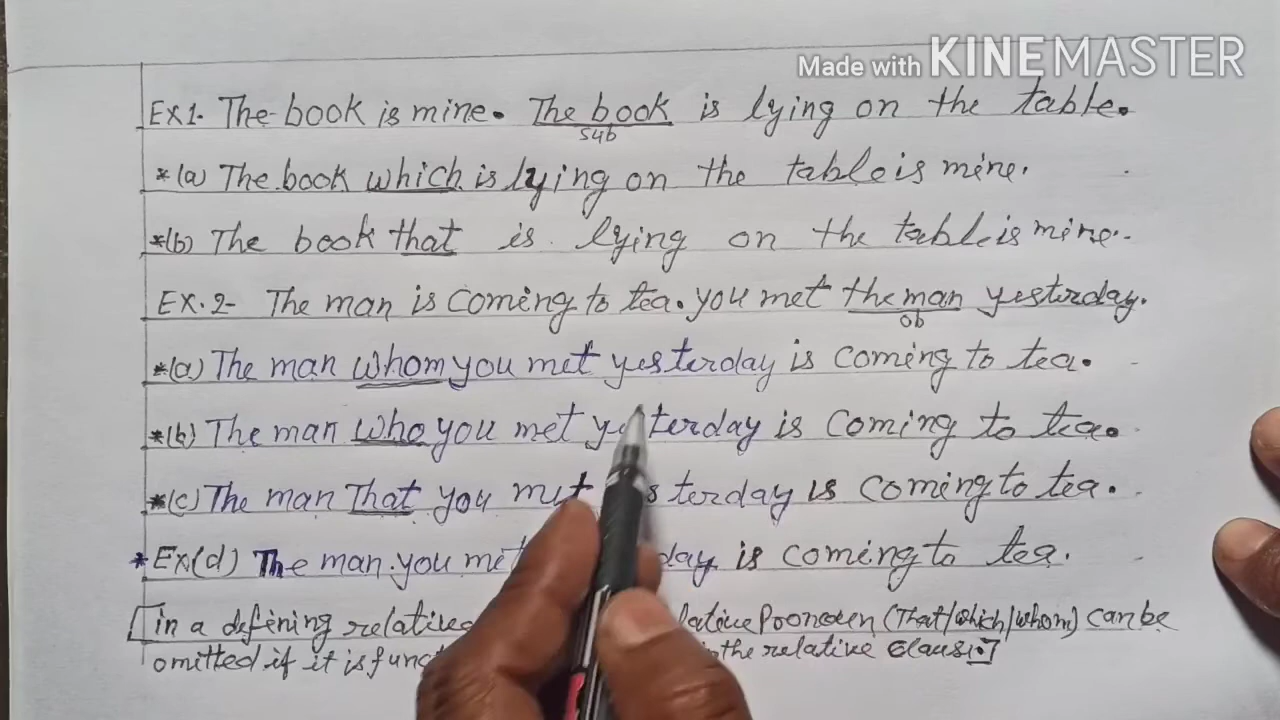 Made with KINEMASTER
EX1. The book is mine. The book is lying on the table.
sub
*(a) The book which is lying on the table is mine.
*(b) The book that is lying on the table is mine.
EX.2- The man is coming to tea. you met the man yesterday.
ob
*(a) The man whom you met yesterday is coming to tea.
*(b) The man who you met yesterday is coming to tea.
*(c) The man That you met is coming to tea.
*Ex(d) The man you met is coming to tea.
[in a defining relative (That/which/whom) can be
omitted if it is in the relative clause.]